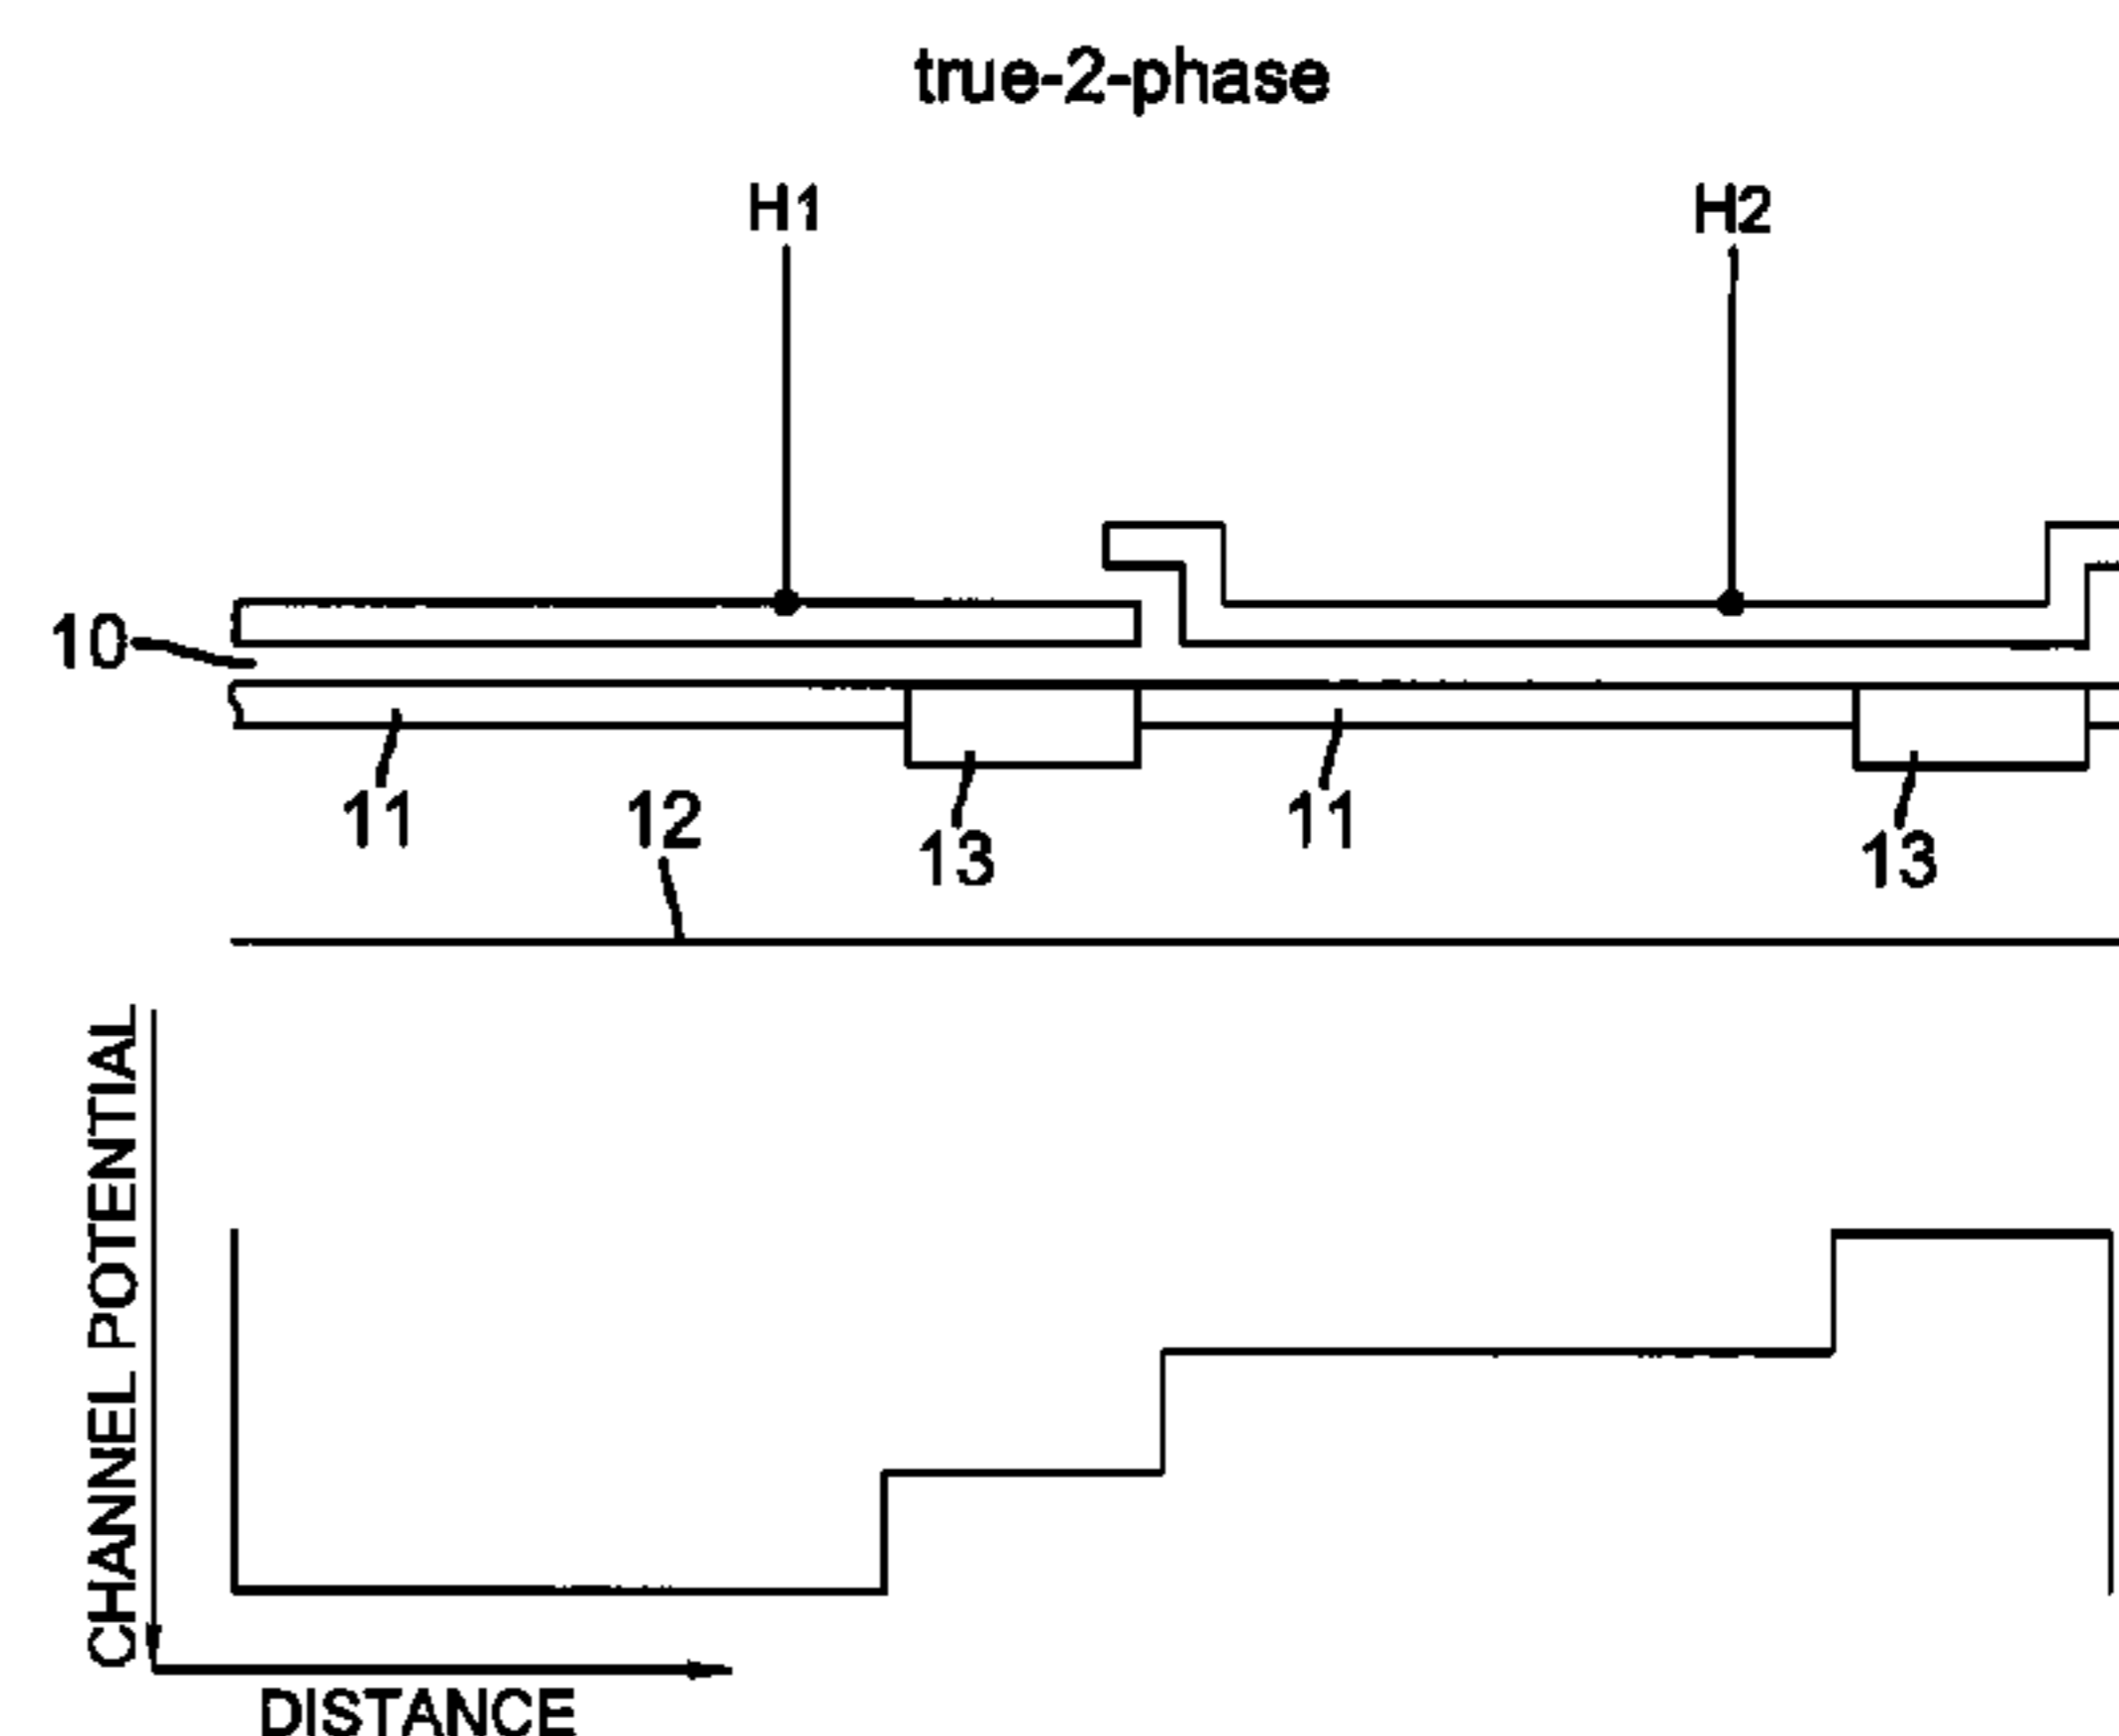 true-2-phase
H1 H2
10
11 12 13 11 13
CHANNEL POTENTIAL
DISTANCE